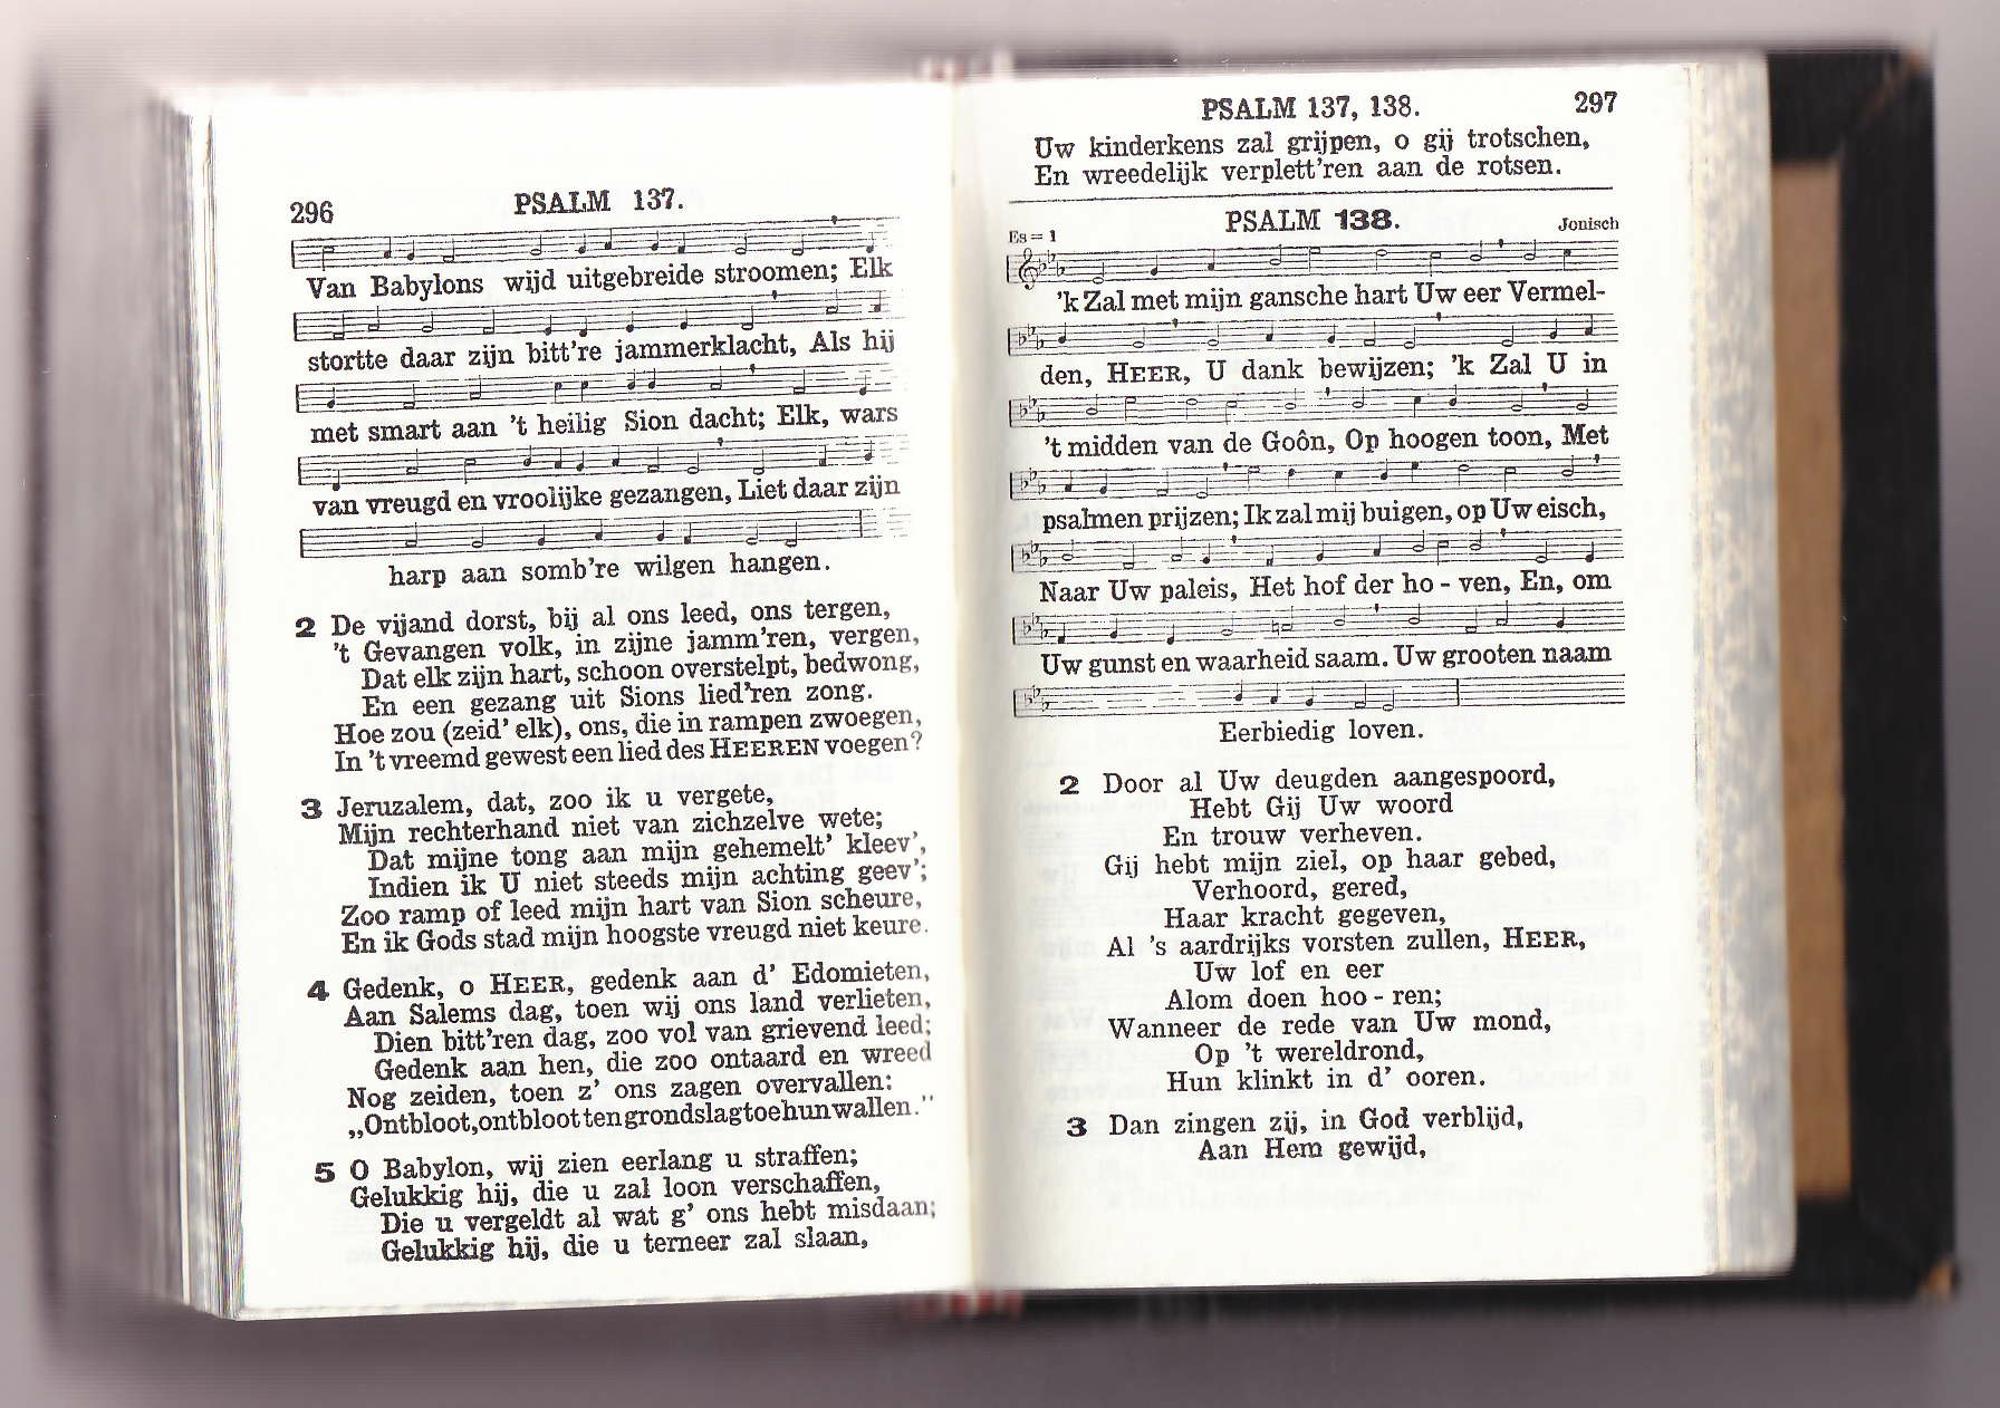 296 PSALM 137.
Van Babylons wijd uitgebreide stroomen; Elk
stortte daar zijn bitt're jammerklacht, Als hij
met smart aan 't heilig Sion dacht; Elk, wars
van vreugd en vroolijke gezangen, Liet daar zijn
harp aan somb're wilgen hangen.
2 De vijand dorst, bij al ons leed, ons tergen,
't Gevangen volk, in zijne jamm'ren, vergen,
Dat elk zijn hart, schoon overstelpt, bedwong,
En een gezang uit Sions lied'ren zong.
Hoe zou (zeid' elk), ons, die in rampen zwoegen,
In 't vreemd gewest een lied des HEEREN voegen?
3 Jeruzalem, dat, zoo ik u vergete,
Mijn rechterhand niet van zichzelve wete;
Dat mijne tong aan mijn gehemelt' kleev',
Indien ik U niet steeds mijn achting geev';
Zoo ramp of leed mijn hart van Sion scheure,
En ik Gods stad mijn hoogste vreugd niet keure.
4 Gedenk, o HEER, gedenk aan d' Edomieten,
Aan Salems dag, toen wij ons land verlieten,
Dien bitt'ren dag, zoo vol van grievend leed;
Gedenk aan hen, die zoo ontaard en wreed
Nog zeiden, toen z' ons zagen overvallen:
„Ontbloot, ontbloot ten grondslag toe hun wallen."
5 O Babylon, wij zien eerlang u straffen;
Gelukkig hij, die u zal loon verschaffen,
Die u vergeldt al wat g' ons hebt misdaan;
Gelukkig hij, die u terneer zal slaan,
PSALM 137, 138. 297
Uw kinderkens zal grijpen, o gij trotschen,
En wreedelijk verplett'ren aan de rotsen.
Es = 1 PSALM 138. Jonisch
'k Zal met mijn gansche hart Uw eer Vermel-
den, HEER, U dank bewijzen; 'k Zal U in
't midden van de Goôn, Op hoogen toon, Met
psalmen prijzen; Ik zal mij buigen, op Uw eisch,
Naar Uw paleis, Het hof der ho - ven, En, om
Uw gunst en waarheid saam. Uw grooten naam
Eerbiedig loven.
2 Door al Uw deugden aangespoord,
Hebt Gij Uw woord
En trouw verheven.
Gij hebt mijn ziel, op haar gebed,
Verhoord, gered,
Haar kracht gegeven,
Al 's aardrijks vorsten zullen, HEER,
Uw lof en eer
Alom doen hoo - ren;
Wanneer de rede van Uw mond,
Op 't wereldrond,
Hun klinkt in d' ooren.
3 Dan zingen zij, in God verblijd,
Aan Hem gewijd,